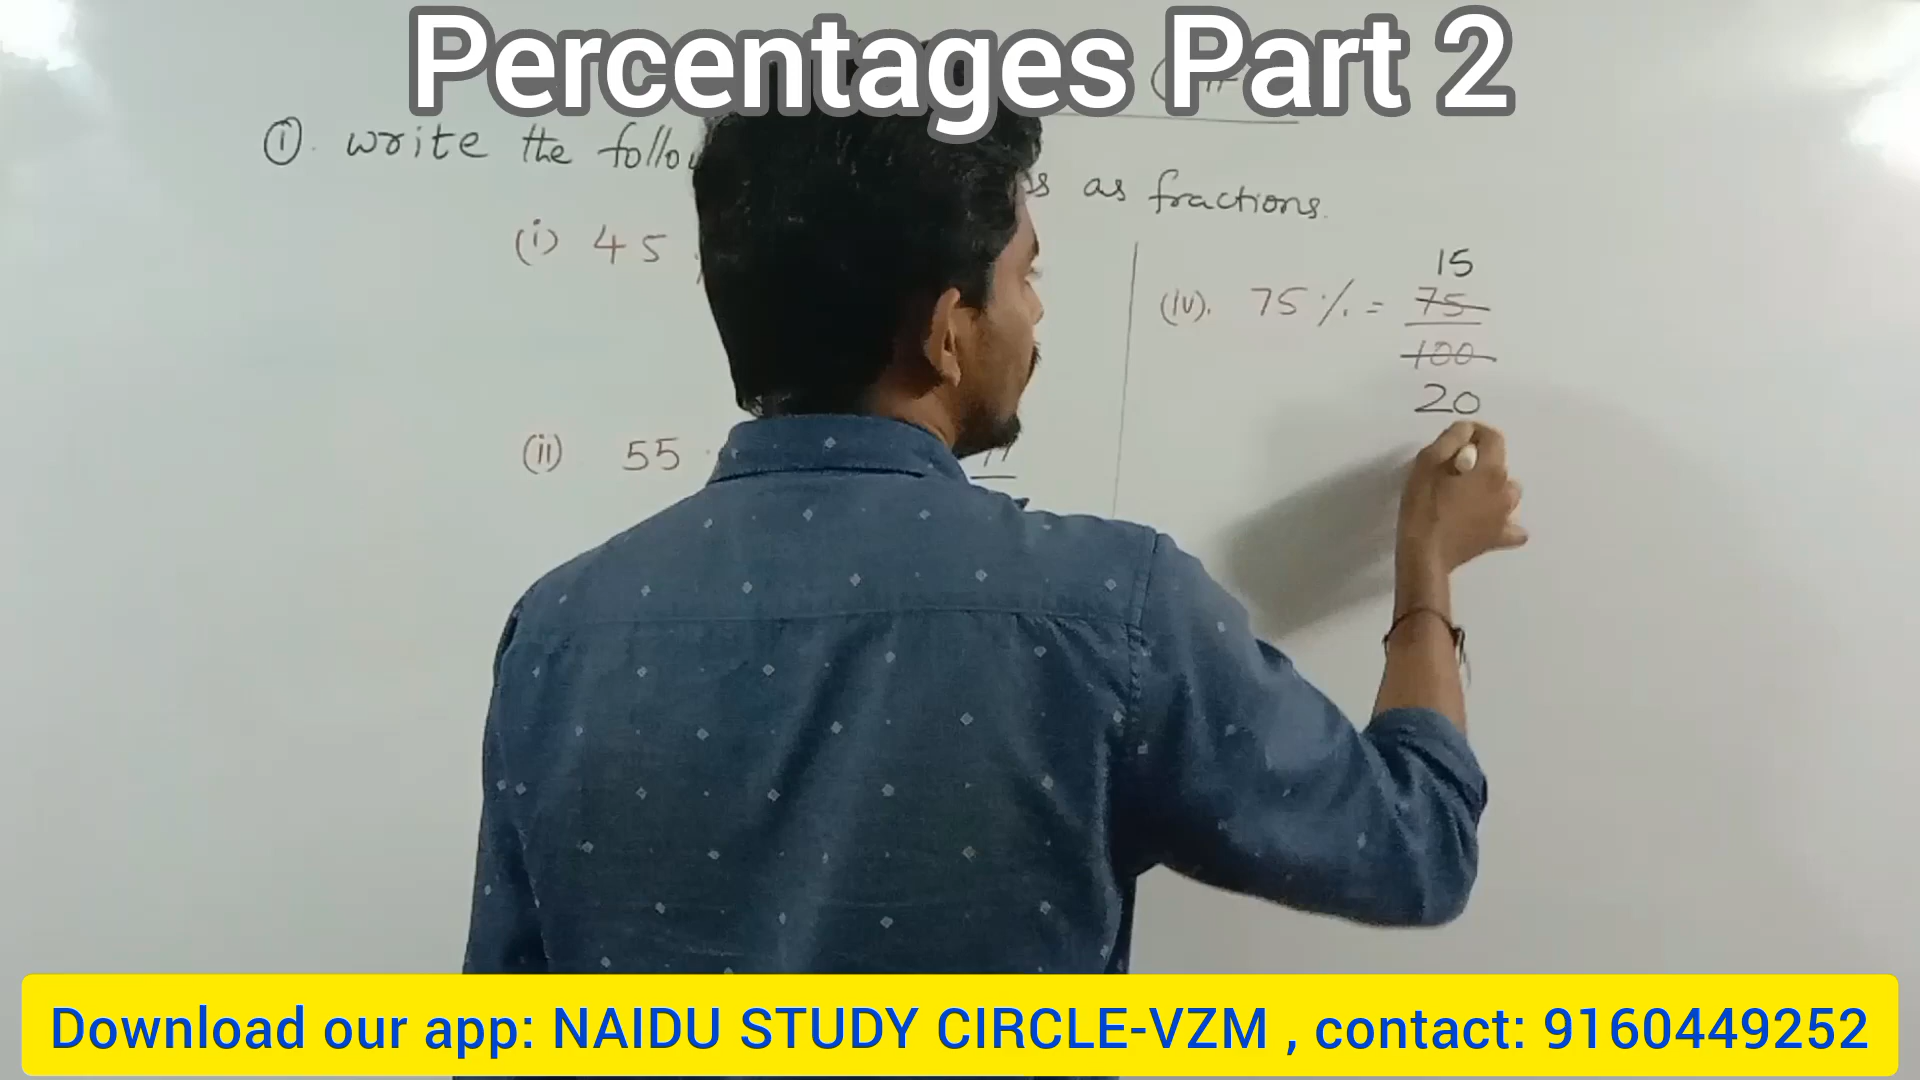 Percentages Part 2
(1). write the
as fractions.
(i) 45
(ii) 55
11
(iv). 75% = 75/100
15
20
Download our app: NAIDU STUDY CIRCLE-VZM , contact: 9160449252